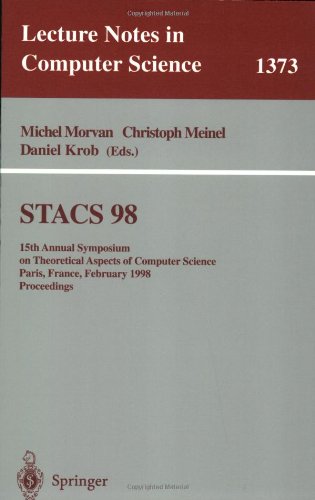 Lecture Notes in
Computer Science 1373
Michel Morvan Christoph Meinel
Daniel Krob (Eds.)
STACS 98
15th Annual Symposium
on Theoretical Aspects of Computer Science
Paris, France, February 1998
Proceedings
Springer